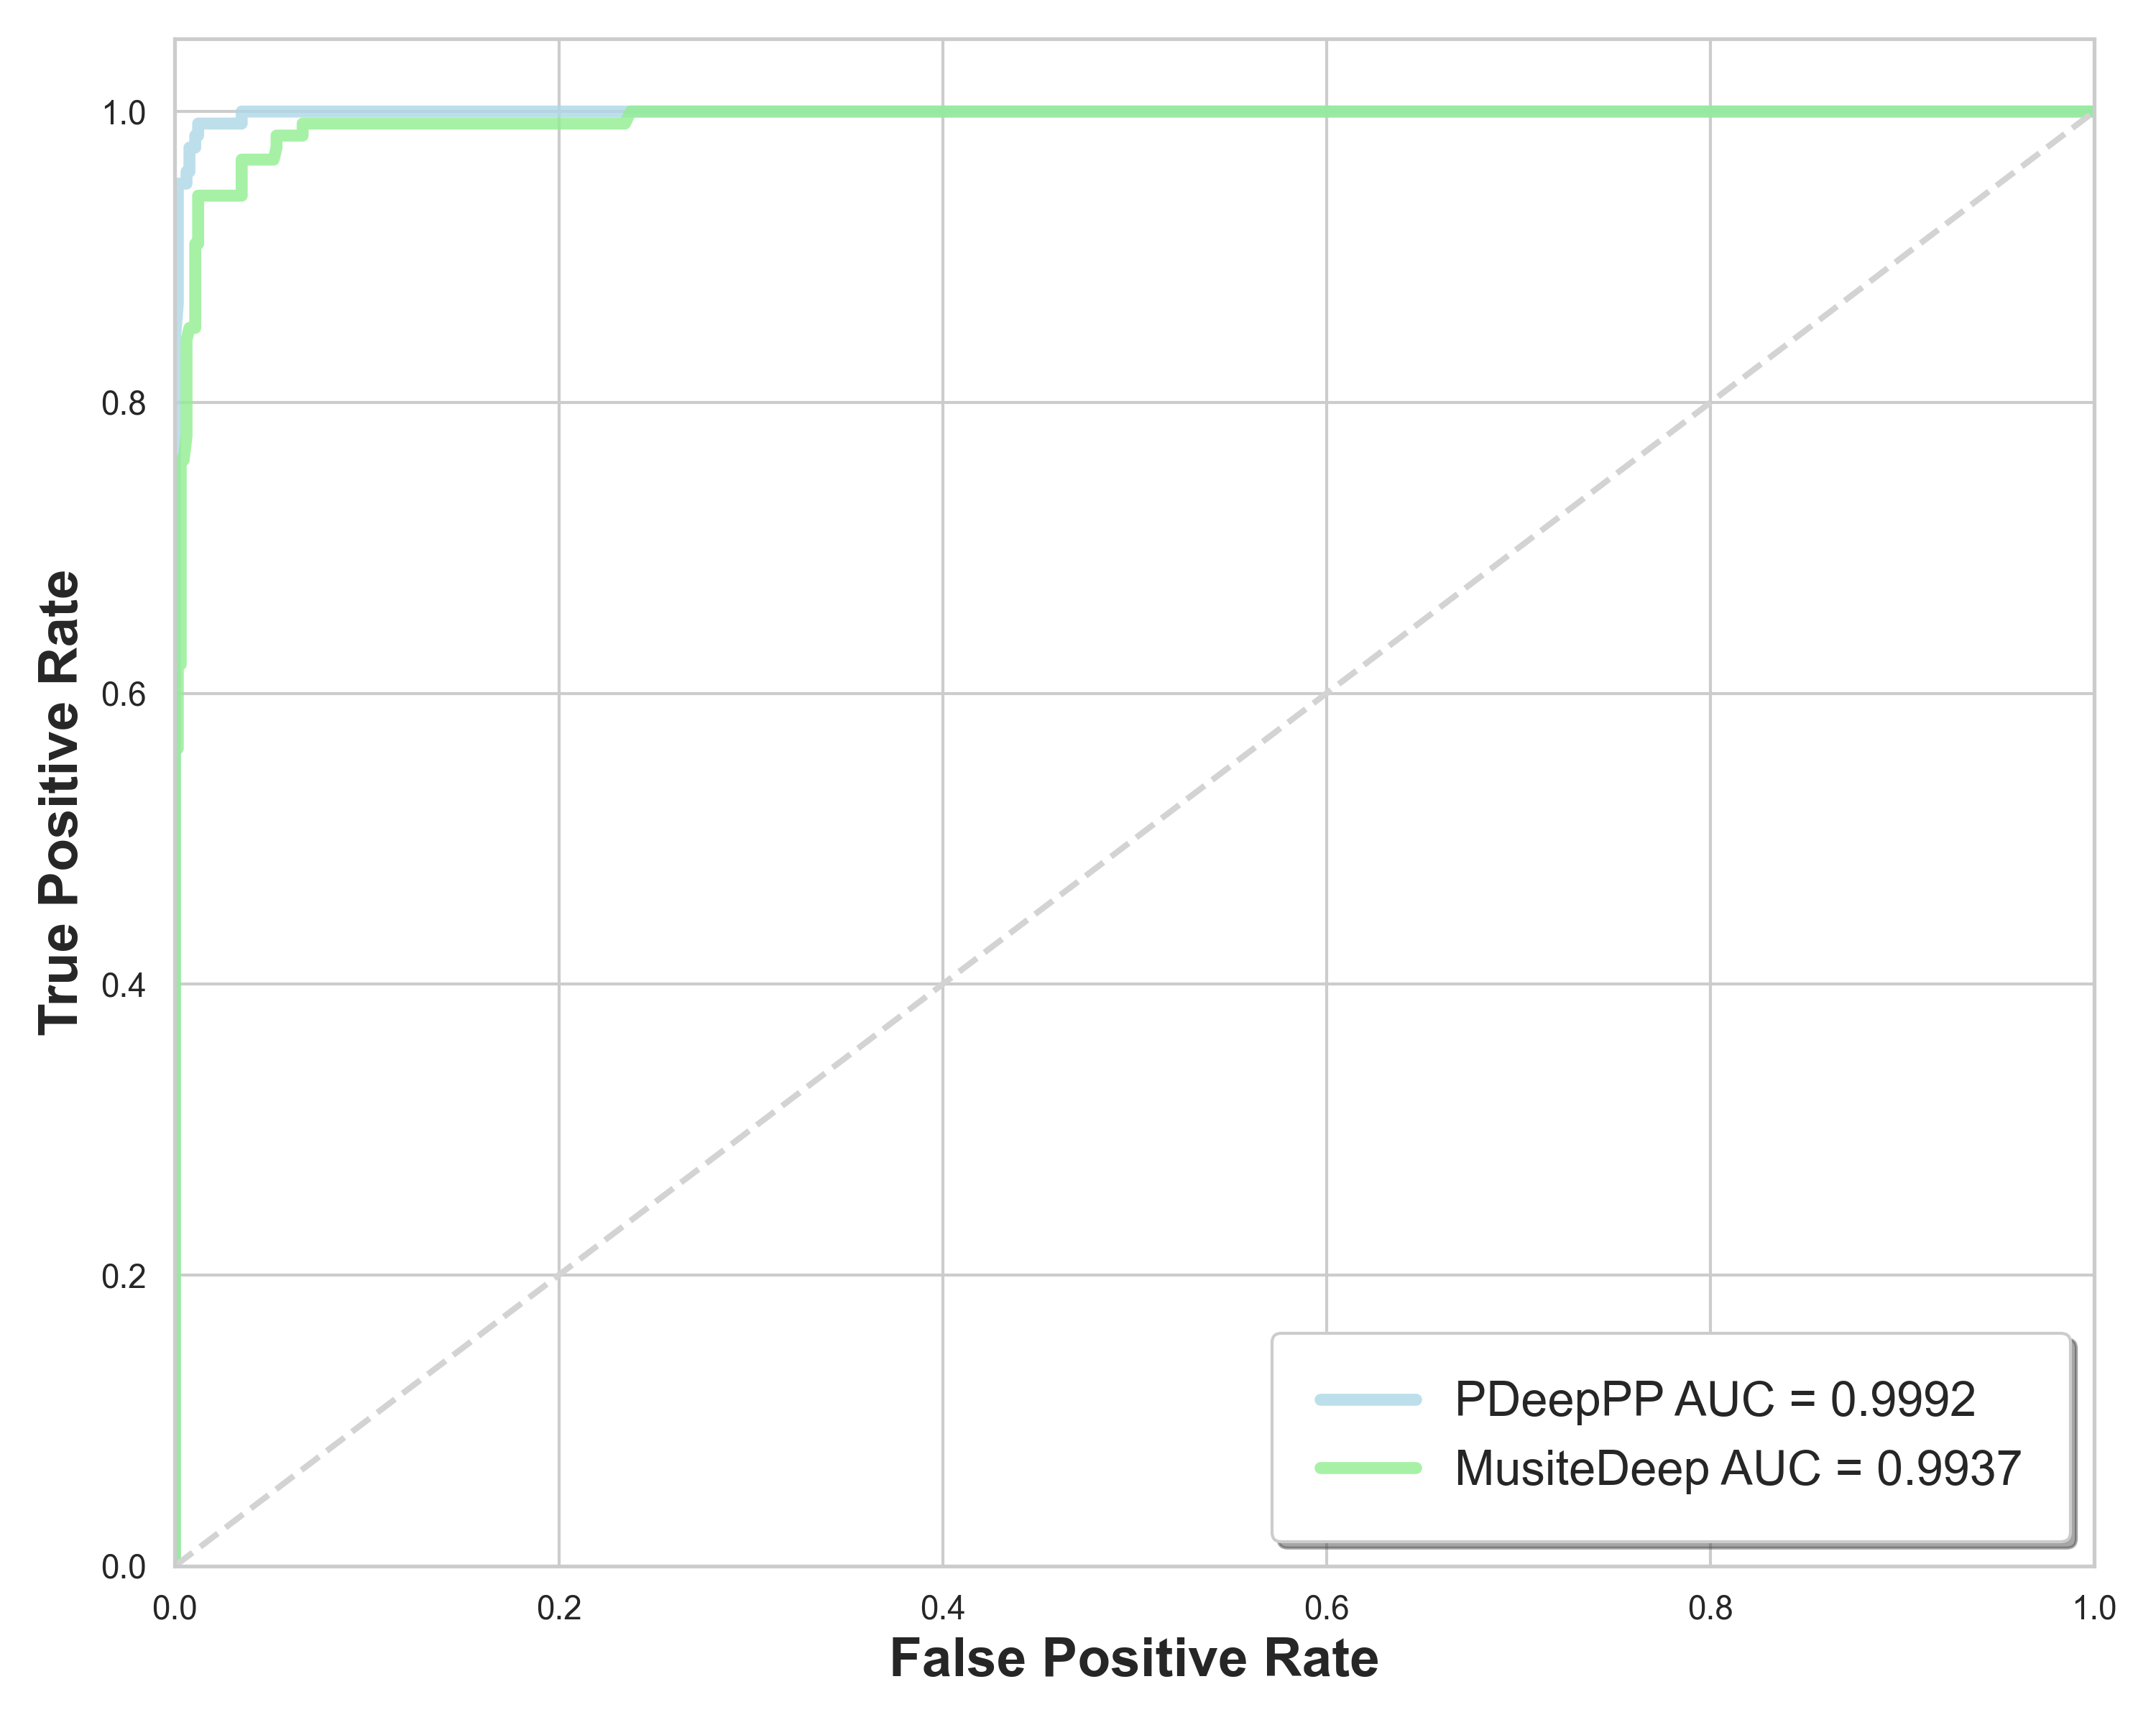 True Positive Rate
1.0
0.8
0.6
0.4
0.2
0.0
0.0 0.2 0.4 0.6 0.8 1.0
False Positive Rate
PDeepPP AUC = 0.9992
MusiteDeep AUC = 0.9937